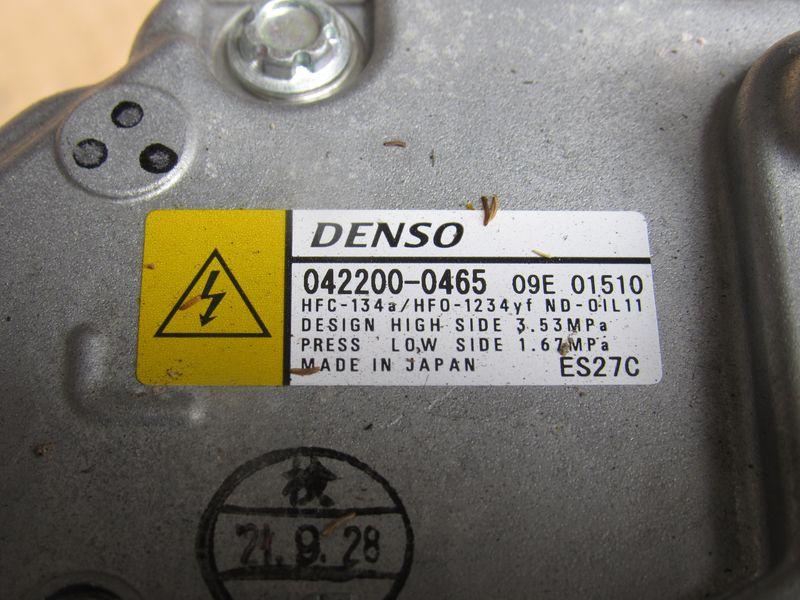 DENSO
042200-0465 09E 01510
HFC-134a/HFO-1234yf ND-OIL11
DESIGN HIGH SIDE 3.53MPa
PRESS LOW SIDE 1.67MPa
MADE IN JAPAN ES27C
検
21.9.28